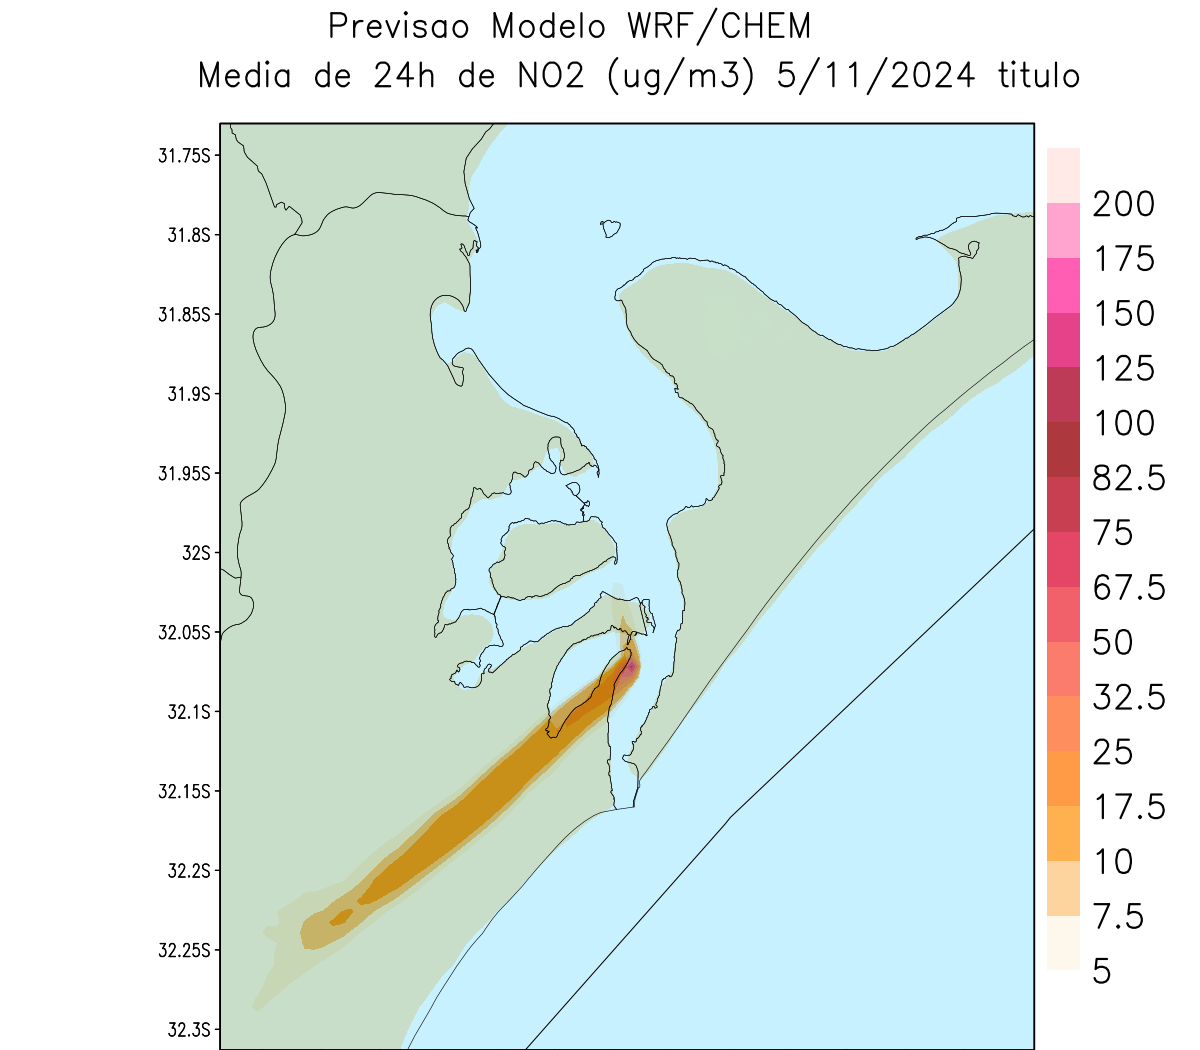 Previsao Modelo WRF/CHEM
Media de 24h de NO2 (ug/m3) 5/11/2024 titulo
31.75S
31.8S
31.85S
31.9S
31.95S
32S
32.05S
32.1S
32.15S
32.2S
32.25S
32.3S
200
175
150
125
100
82.5
75
67.5
50
32.5
25
17.5
10
7.5
5